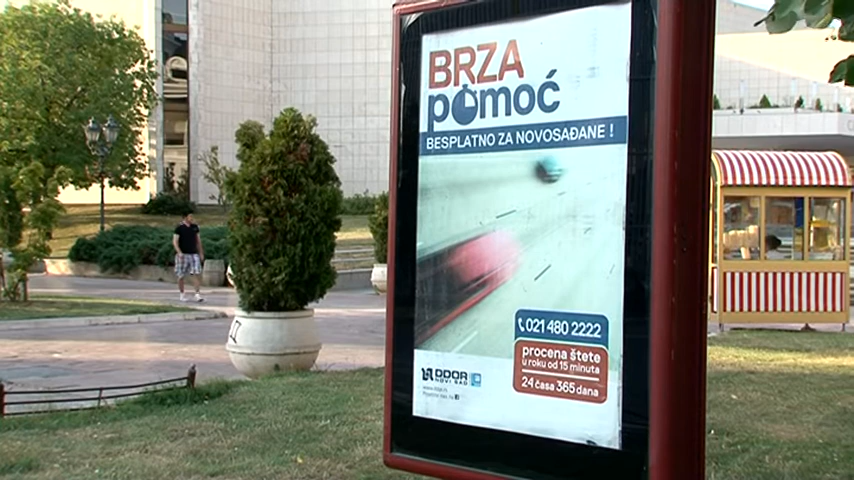 BRZA
pomoć
BESPLATNO ZA NOVOSAĐANE !
021 480 2222
procena štete
u roku od 15 minuta
24 časa 365 dana
DDOR
NOVI SAD